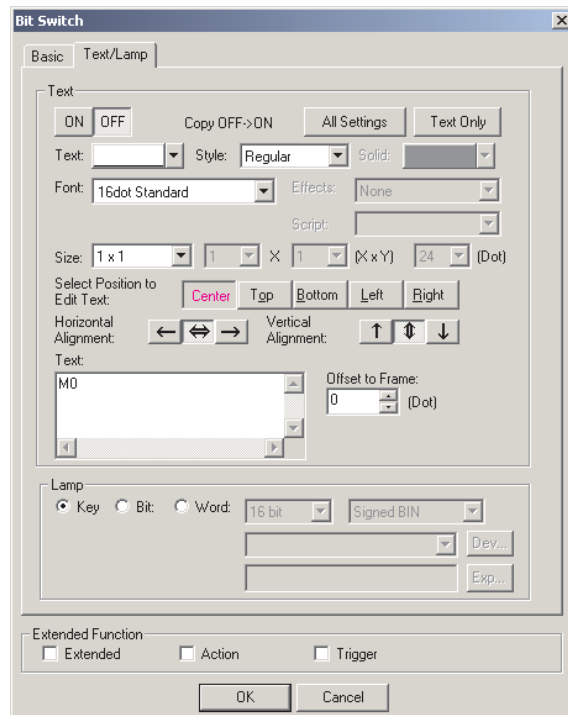 Bit Switch
Basic Text/Lamp
Text
ON OFF Copy OFF->ON All Settings Text Only
Text: Style: Regular Solid:
Font: 16dot Standard Effects: None
Script:
Size: 1 x 1 1 X 1 (X x Y) 24 (Dot)
Select Position to
Edit Text: Center Top Bottom Left Right
Horizontal
Alignment: Vertical
Alignment:
Text:
M0
Offset to Frame:
0 (Dot)
Lamp
Key Bit: Word: 16 bit Signed BIN
Dev...
Exp...
Extended Function
Extended Action Trigger
OK Cancel